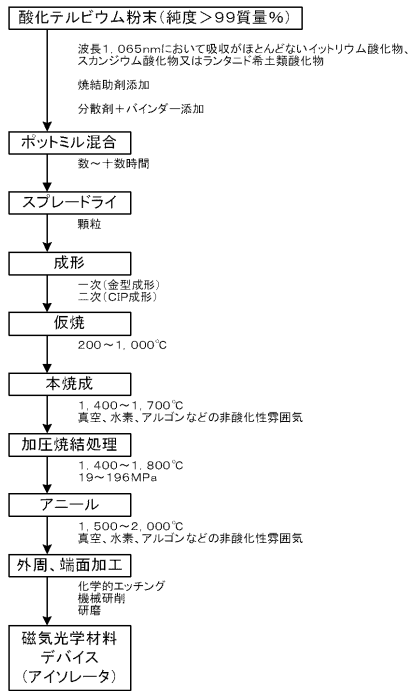 酸化テルビウム粉末(純度>99質量%)
波長1,065nmにおいて吸収がほとんどないイットリウム酸化物、
スカンジウム酸化物又はランタニド希土類酸化物
焼結助剤添加
分散剤+バインダー添加
ポットミル混合
数~十数時間
スプレードライ
顆粒
成形
一次(金型成形)
二次(CIP成形)
仮焼
200~1,000℃
本焼成
1,400~1,700℃
真空、水素、アルゴンなどの非酸化性雰囲気
加圧焼結処理
1,400~1,800℃
19~196MPa
アニール
1,500~2,000℃
真空、水素、アルゴンなどの非酸化性雰囲気
外周、端面加工
化学的エッチング
機械研削
研磨
磁気光学材料
デバイス
(アイソレータ)